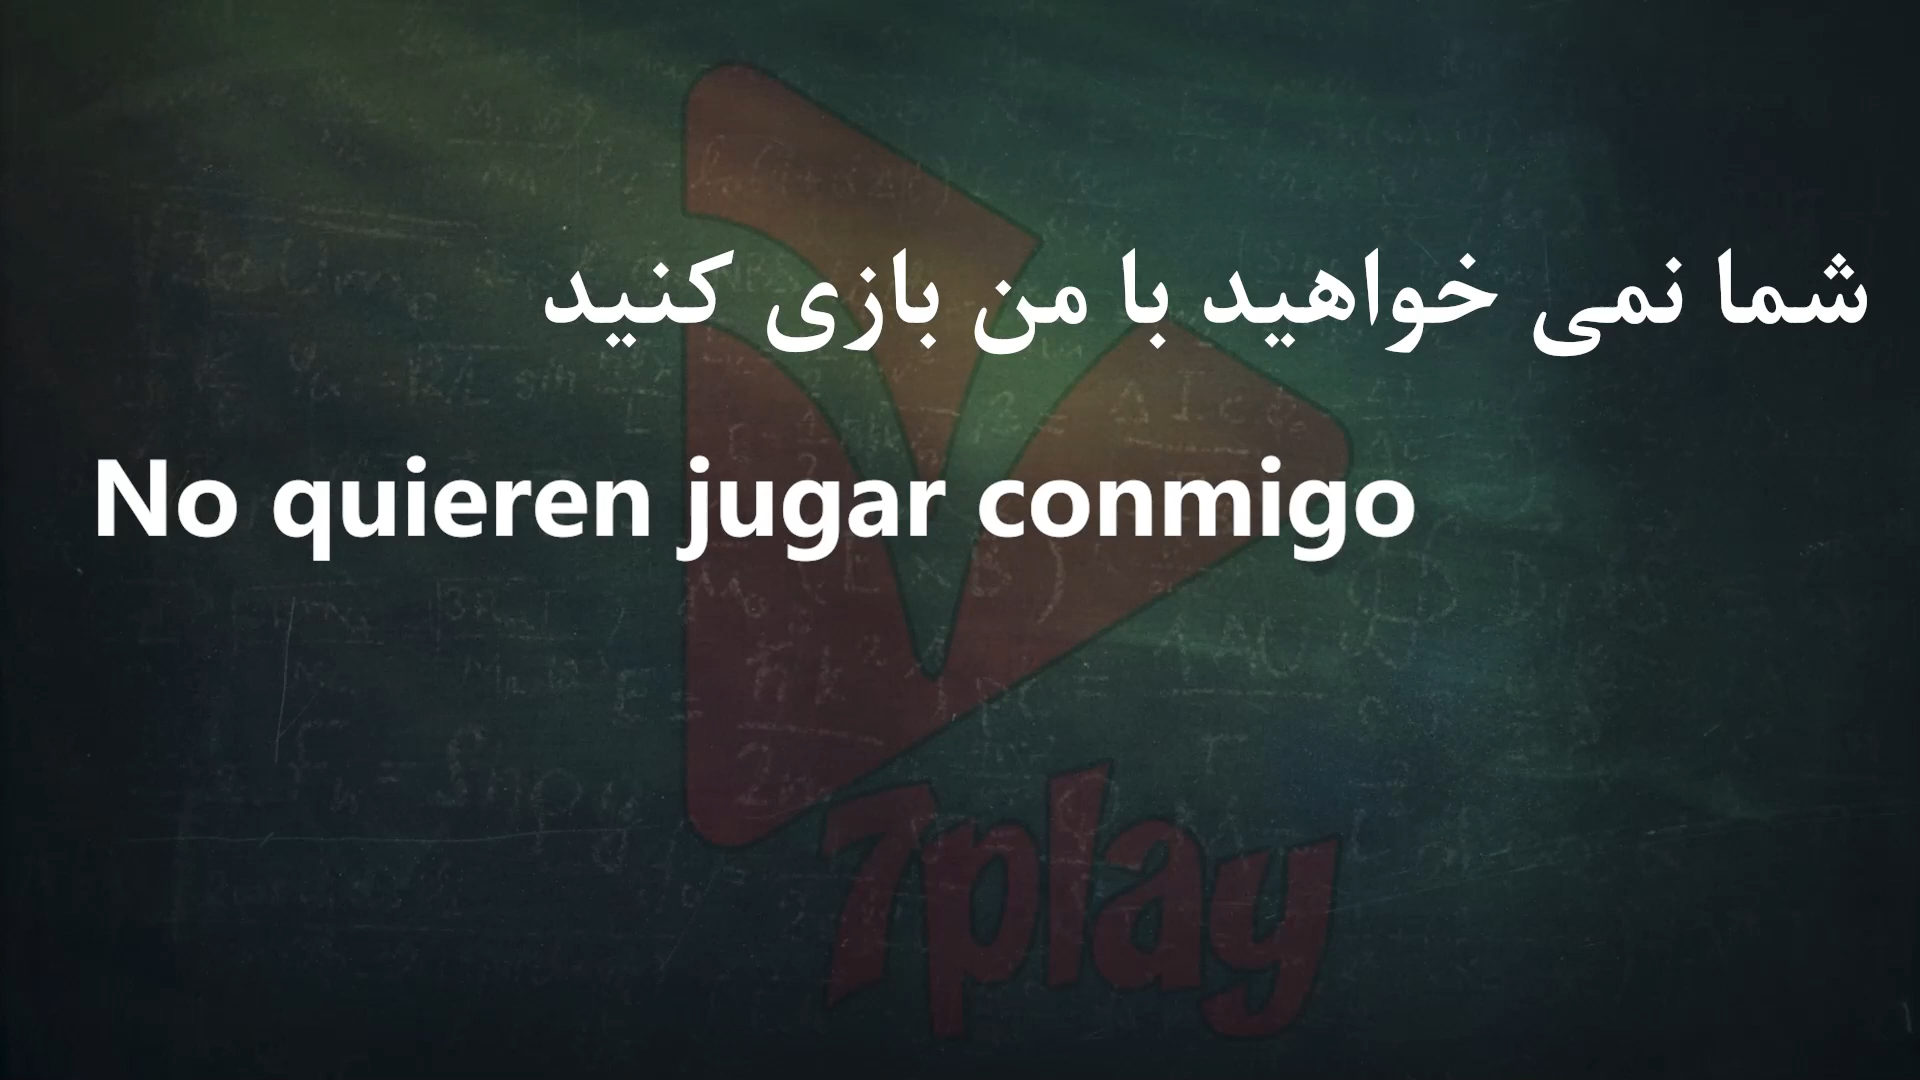 شما نمی خواهید با من بازی کنید
No quieren jugar conmigo
7play